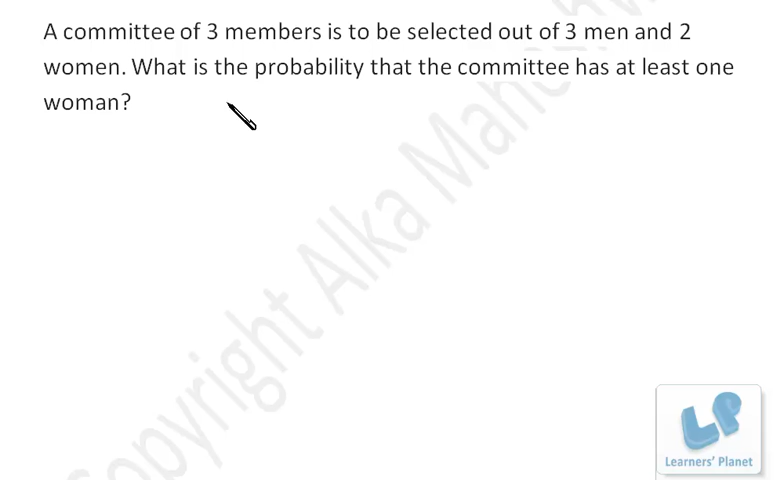 A committee of 3 members is to be selected out of 3 men and 2
women. What is the probability that the committee has at least one
woman?
Copyright Alka Mahe
LP
Learners' Planet